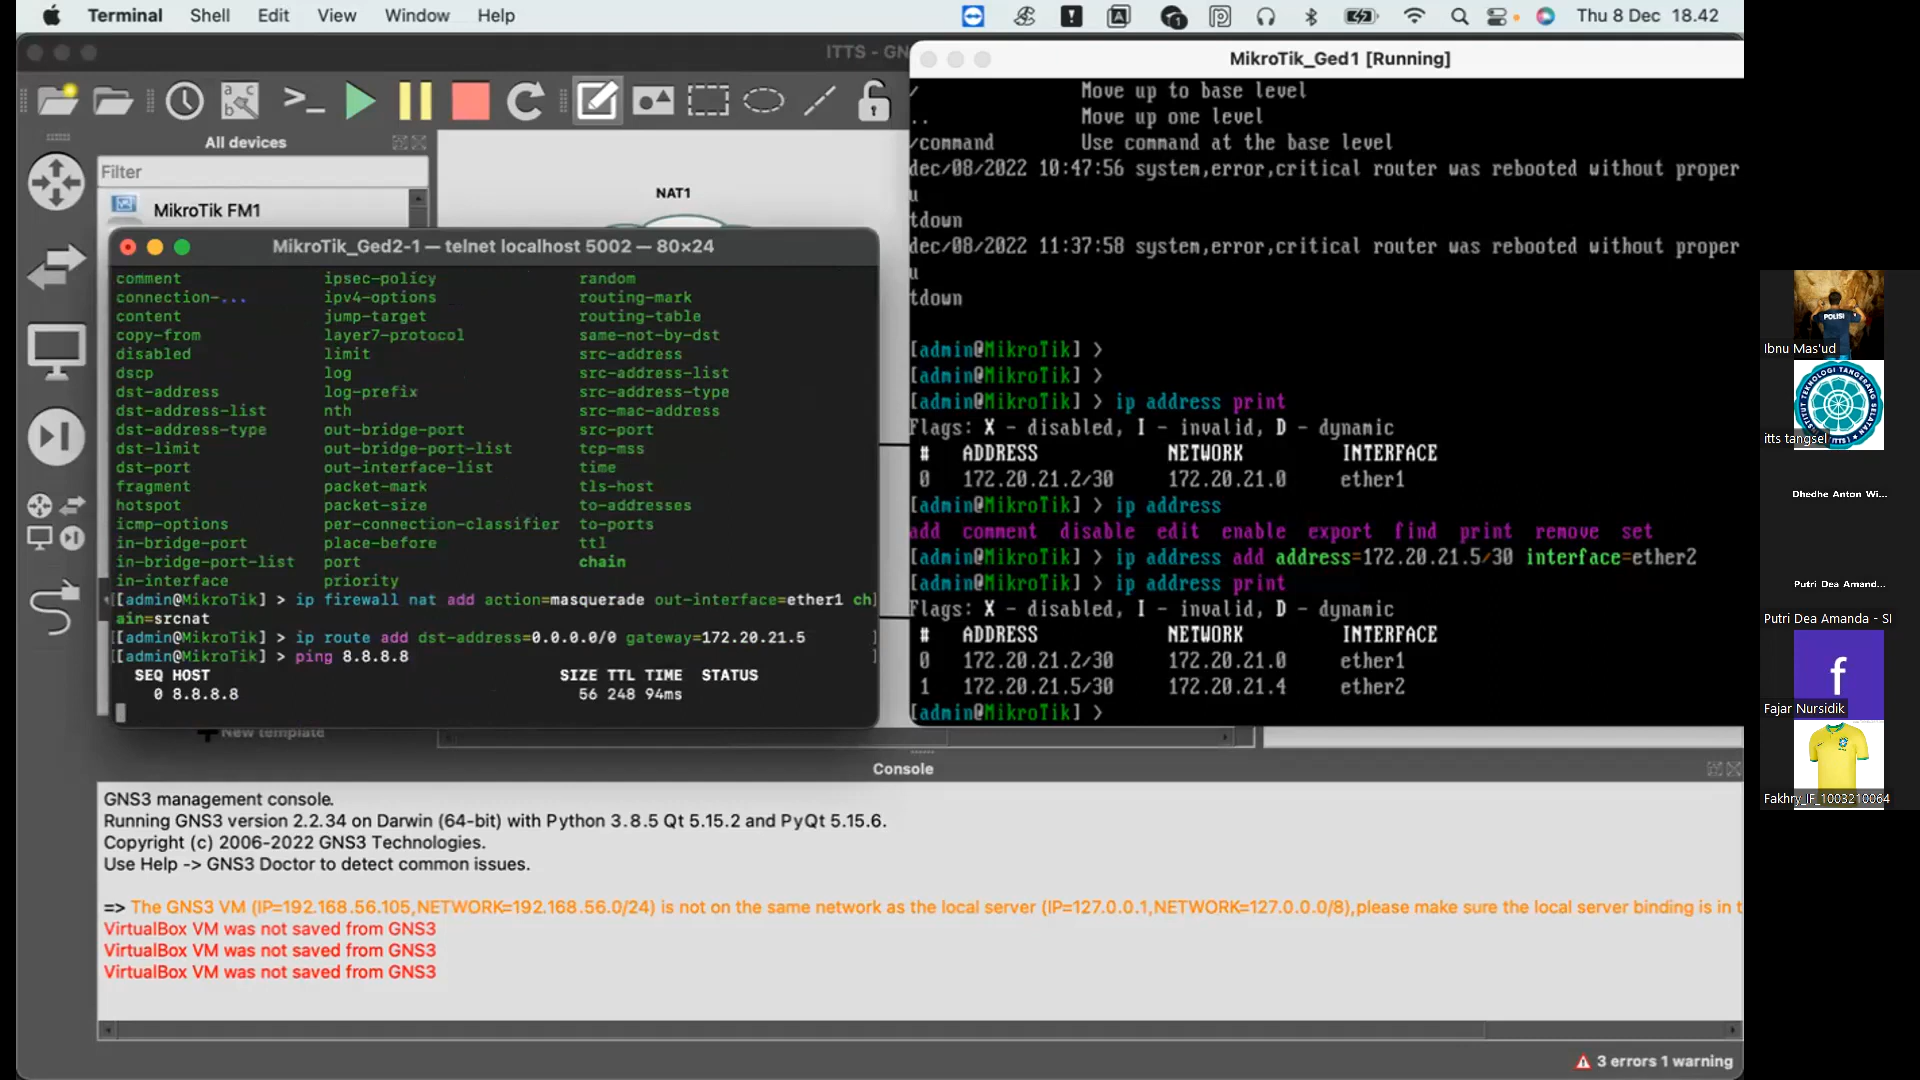 Terminal Shell Edit View Window Help
Thu 8 Dec 18.42
ITTS - GN
All devices
Filter
MikroTik FM1
NAT1
MikroTik_Ged2-1 — telnet localhost 5002 — 80×24
comment ipsec-policy random
connection-... ipv4-options routing-mark
content jump-target routing-table
copy-from layer7-protocol same-not-by-dst
disabled limit src-address
dscp log src-address-list
dst-address log-prefix src-address-type
dst-address-list nth src-mac-address
dst-address-type out-bridge-port src-port
dst-limit out-bridge-port-list tcp-mss
dst-port out-interface-list time
fragment packet-mark tls-host
hotspot packet-size to-addresses
icmp-options per-connection-classifier to-ports
in-bridge-port place-before ttl
in-bridge-port-list port chain
in-interface priority
[admin@MikroTik] > ip firewall nat add action=masquerade out-interface=ether1 ch
ain=srcnat
[admin@MikroTik] > ip route add dst-address=0.0.0.0/0 gateway=172.20.21.5
[admin@MikroTik] > ping 8.8.8.8
SEQ HOST SIZE TTL TIME STATUS
0 8.8.8.8 56 248 94ms
New template
MikroTik_Ged1 [Running]
/ Move up to base level
.. Move up one level
/command Use command at the base level
dec/08/2022 10:47:56 system,error,critical router was rebooted without proper
u
tdown
dec/08/2022 11:37:58 system,error,critical router was rebooted without proper
u
tdown
[admin@MikroTik] >
[admin@MikroTik] >
[admin@MikroTik] > ip address print
Flags: X - disabled, I - invalid, D - dynamic
# ADDRESS NETWORK INTERFACE
0 172.20.21.2/30 172.20.21.0 ether1
[admin@MikroTik] > ip address
add comment disable edit enable export find print remove set
[admin@MikroTik] > ip address add address=172.20.21.5/30 interface=ether2
[admin@MikroTik] > ip address print
Flags: X - disabled, I - invalid, D - dynamic
# ADDRESS NETWORK INTERFACE
0 172.20.21.2/30 172.20.21.0 ether1
1 172.20.21.5/30 172.20.21.4 ether2
[admin@MikroTik] >
Console
GNS3 management console.
Running GNS3 version 2.2.34 on Darwin (64-bit) with Python 3.8.5 Qt 5.15.2 and PyQt 5.15.6.
Copyright (c) 2006-2022 GNS3 Technologies.
Use Help -> GNS3 Doctor to detect common issues.
=> The GNS3 VM (IP=192.168.56.105,NETWORK=192.168.56.0/24) is not on the same network as the local server (IP=127.0.0.1,NETWORK=127.0.0.0/8),please make sure the local server binding is in t
VirtualBox VM was not saved from GNS3
VirtualBox VM was not saved from GNS3
VirtualBox VM was not saved from GNS3
3 errors 1 warning
POLISI
Ibnu Mas'ud
itts tangsel
Dhedhe Anton Wi...
Putri Dea Amand...
Putri Dea Amanda - SI
f
Fajar Nursidik
Fakhry_IF_1003210064